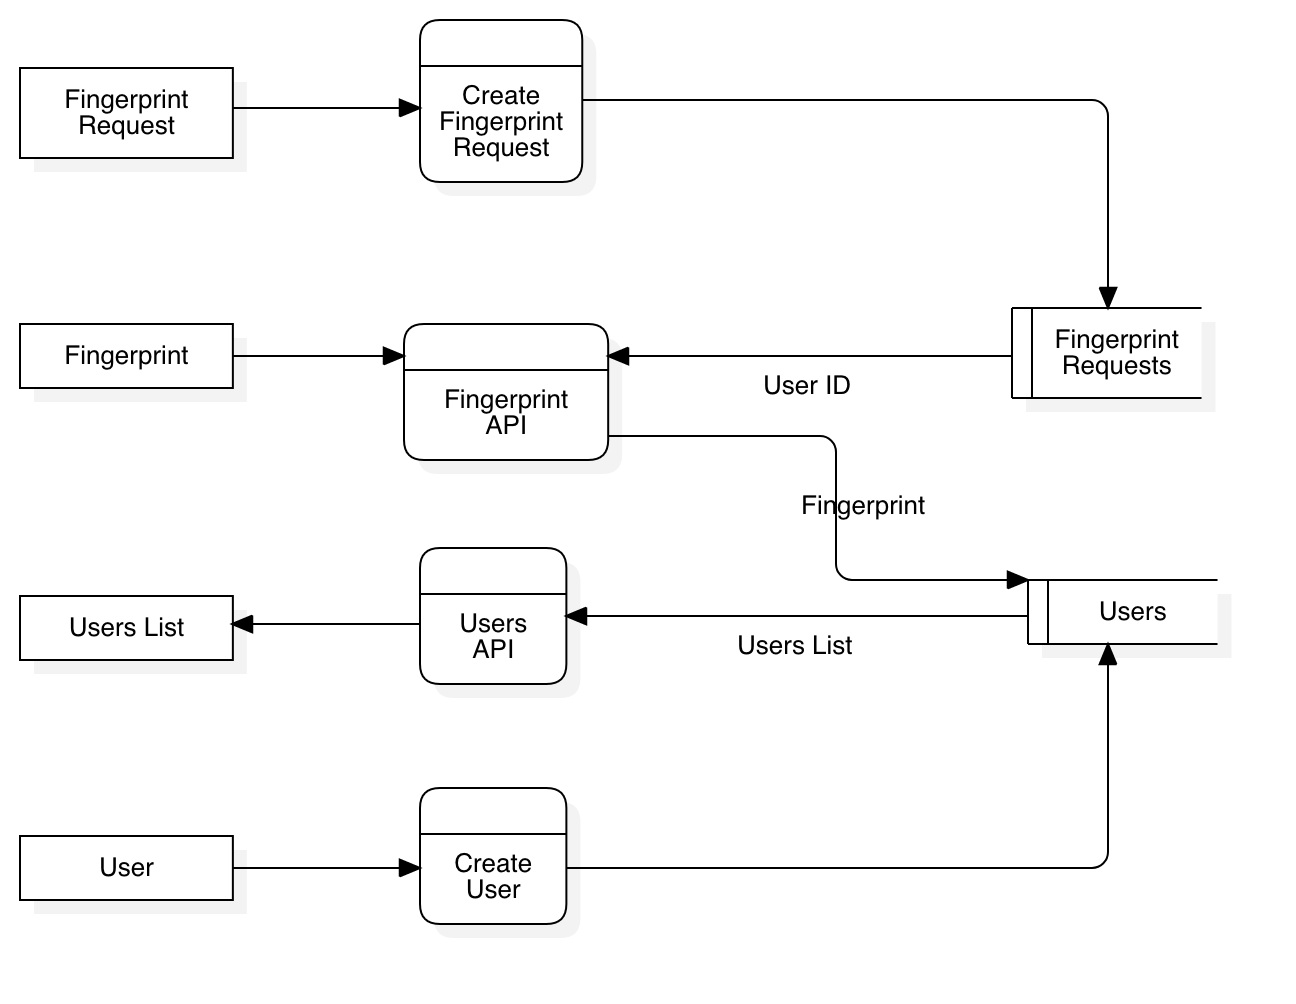 Fingerprint
Request
Create
Fingerprint
Request
Fingerprint
Fingerprint
API
User ID
Fingerprint
Requests
Fingerprint
Users List
Users
API
Users List
Users
User
Create
User